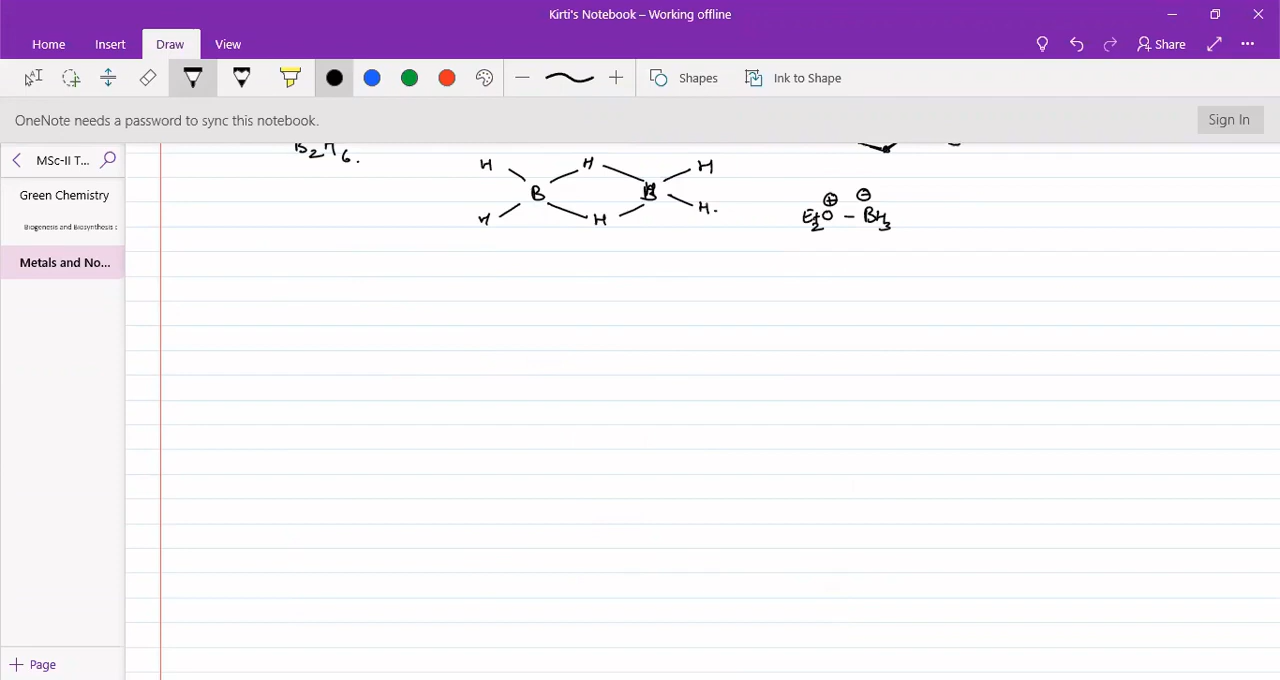 Kirti's Notebook – Working offline
Home Insert Draw View
Share
Shapes Ink to Shape
OneNote needs a password to sync this notebook. Sign In
MSc-II T...
Green Chemistry
Biogenesis and Biosynthesis :
Metals and No...
Page
B2H6.
H H H
B B
H H H.
⊕ ⊖
Et2O – BH3